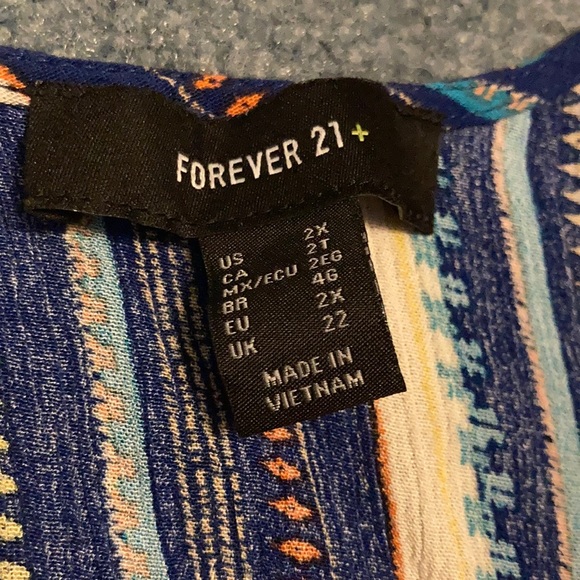 FOREVER 21+
US 2X
CA 2T
MX/ECU 2EG
BR 4G
EU 2X
UK 22
MADE IN
VIETNAM